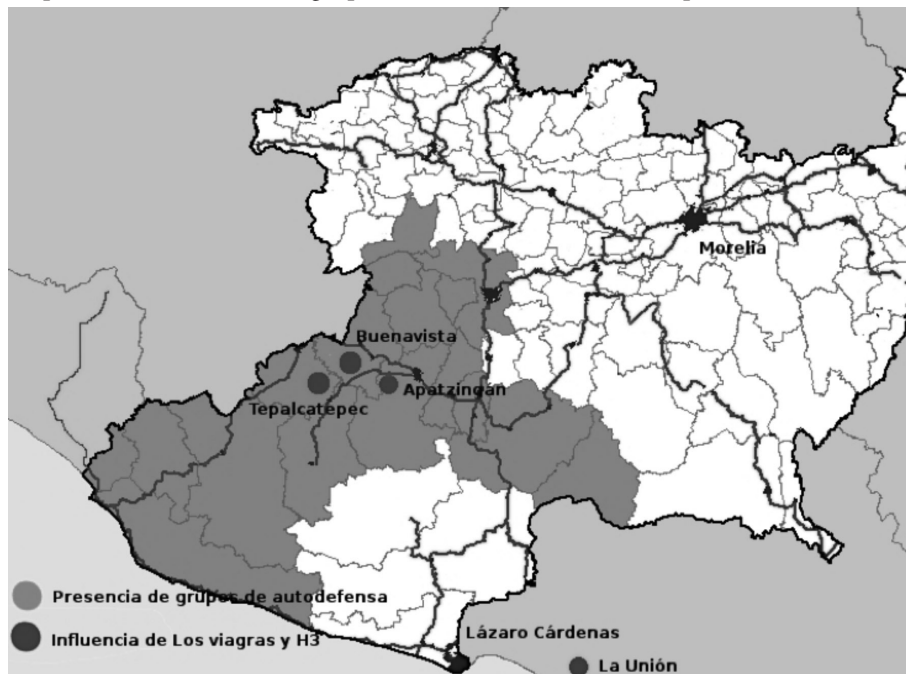 Morelia
Buenavista
Apatzingán
Tepalcatepec
Presencia de grupos de autodefensa
Influencia de Los viagras y H3
Lázaro Cárdenas
La Unión